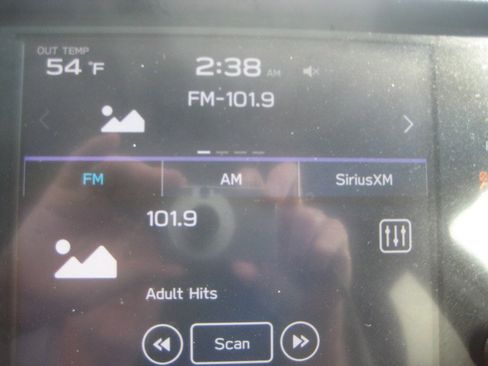 OUT TEMP
54 °F
2:38 AM
FM-101.9
FM AM SiriusXM
101.9
Adult Hits
Scan